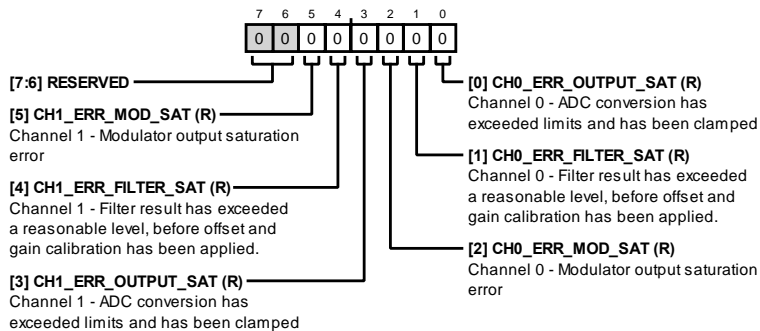 7 6 5 4 3 2 1 0
0 0 0 0 0 0 0 0
[7:6] RESERVED
[5] CH1_ERR_MOD_SAT (R)
Channel 1 - Modulator output saturation
error
[4] CH1_ERR_FILTER_SAT (R)
Channel 1 - Filter result has exceeded
a reasonable level, before offset and
gain calibration has been applied.
[3] CH1_ERR_OUTPUT_SAT (R)
Channel 1 - ADC conversion has
exceeded limits and has been clamped
[0] CH0_ERR_OUTPUT_SAT (R)
Channel 0 - ADC conversion has
exceeded limits and has been clamped
[1] CH0_ERR_FILTER_SAT (R)
Channel 0 - Filter result has exceeded
a reasonable level, before offset and
gain calibration has been applied.
[2] CH0_ERR_MOD_SAT (R)
Channel 0 - Modulator output saturation
error